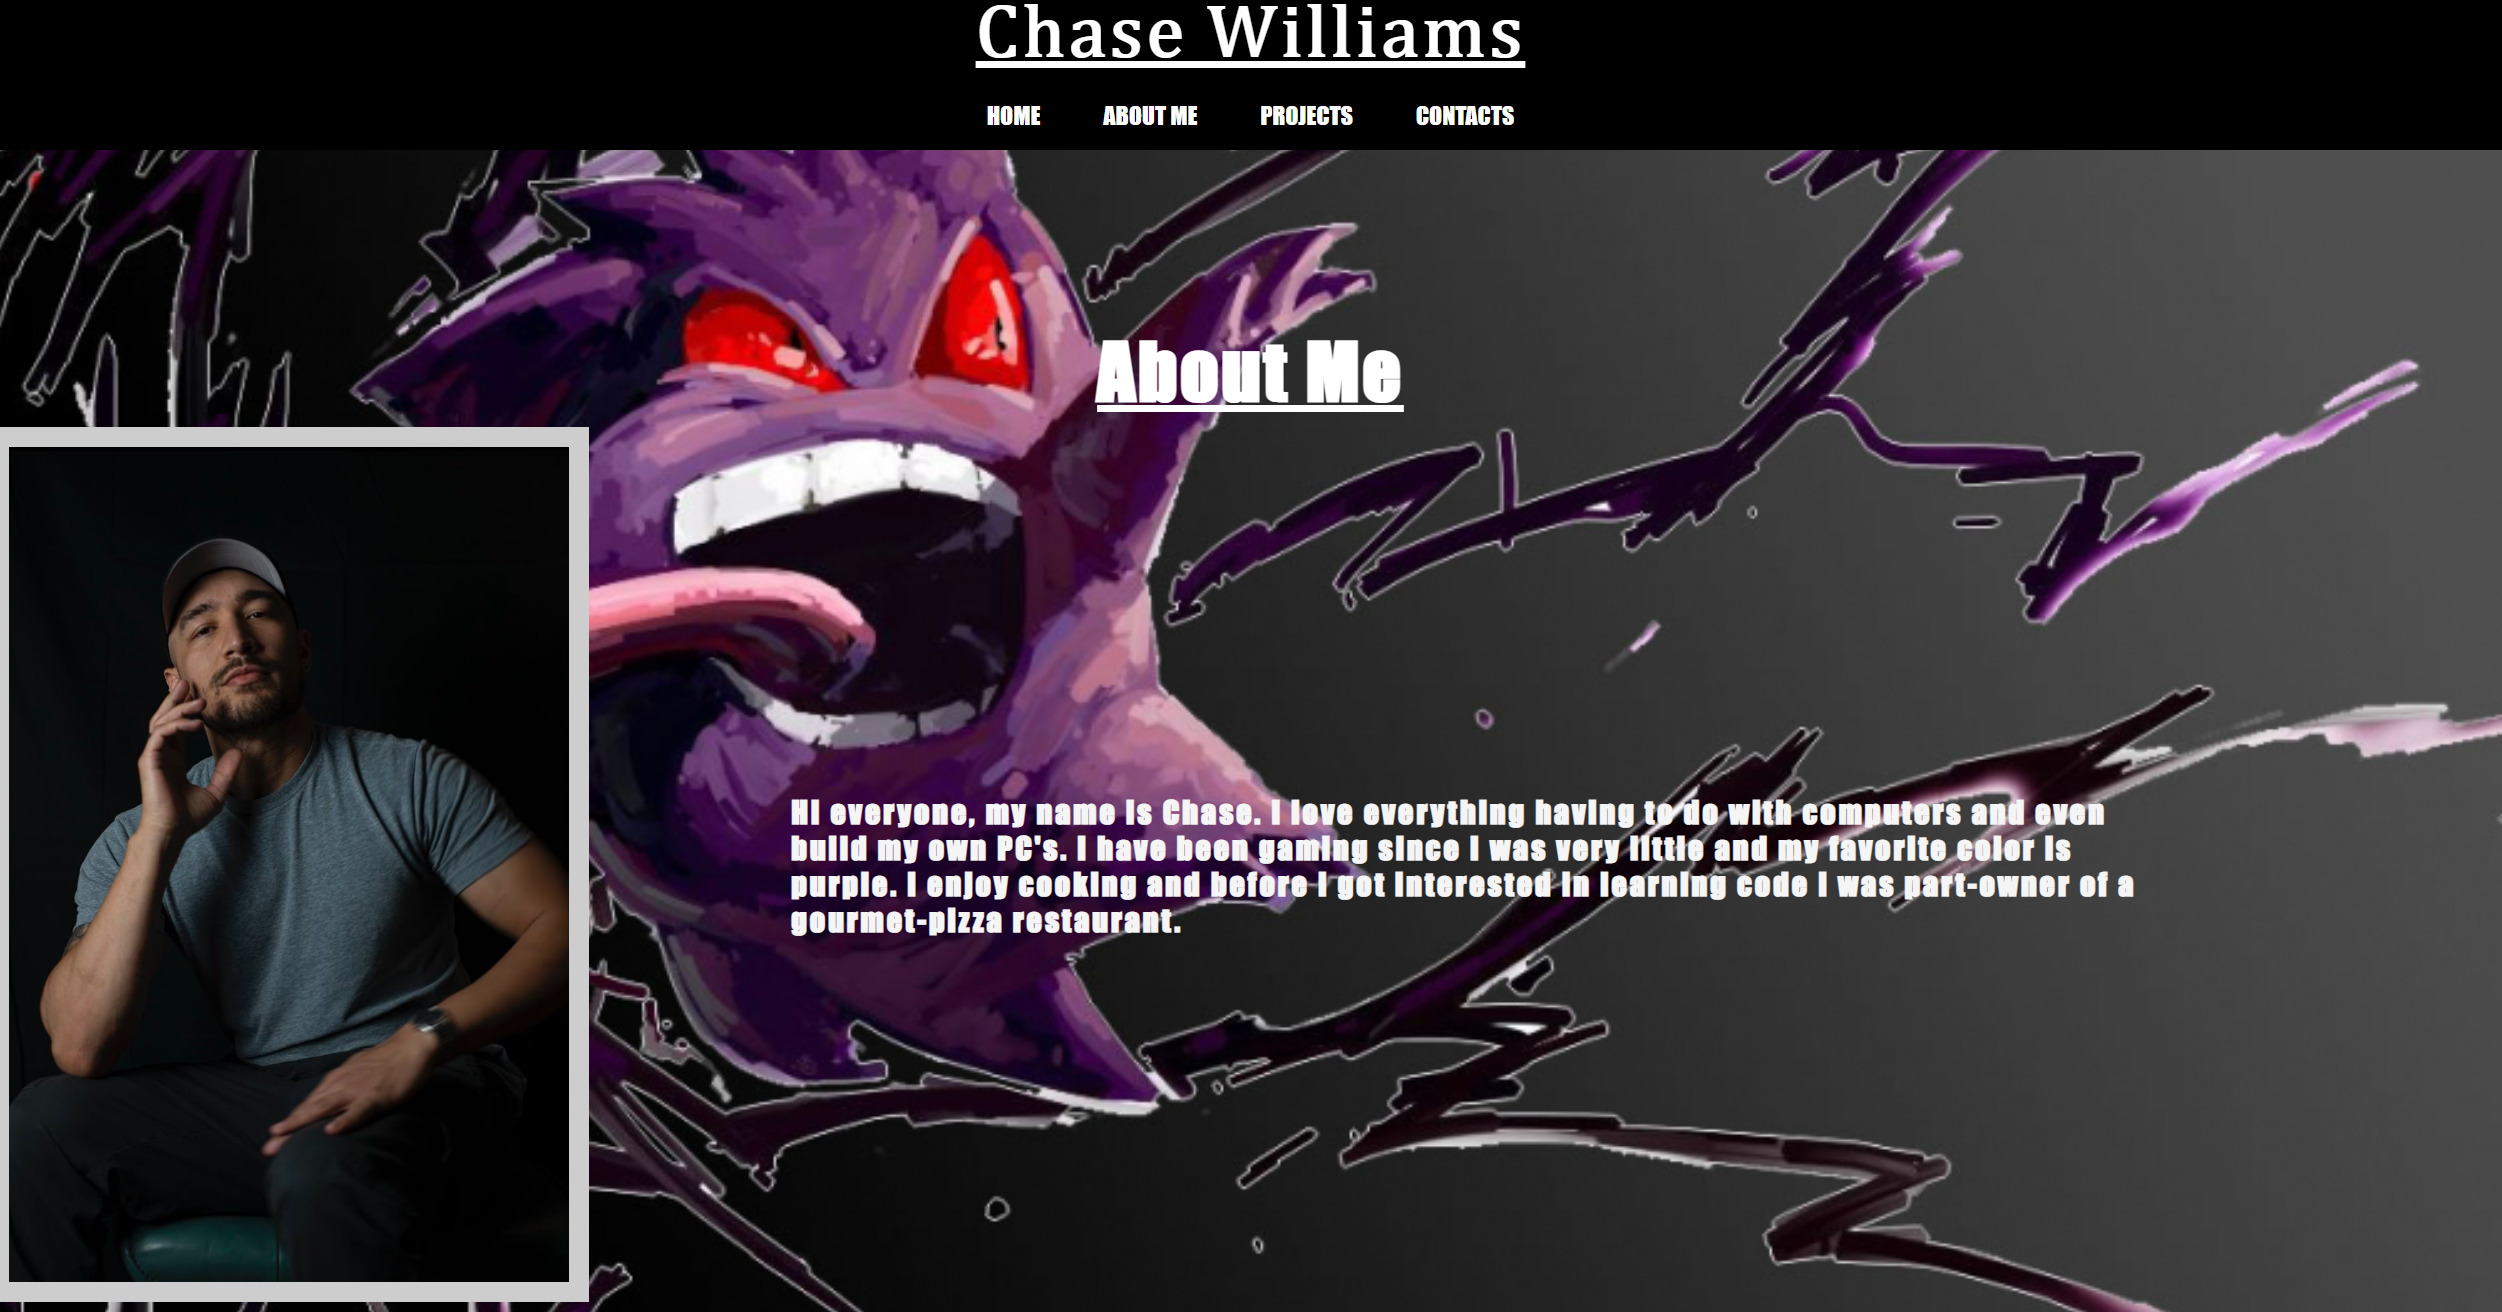 Chase Williams
HOME ABOUT ME PROJECTS CONTACTS
About Me
Hi everyone, my name is Chase. I love everything having to do with computers and even
build my own PC's. I have been gaming since I was very little and my favorite color is
purple. I enjoy cooking and before I got interested in learning code I was part-owner of a
gourmet-pizza restaurant.